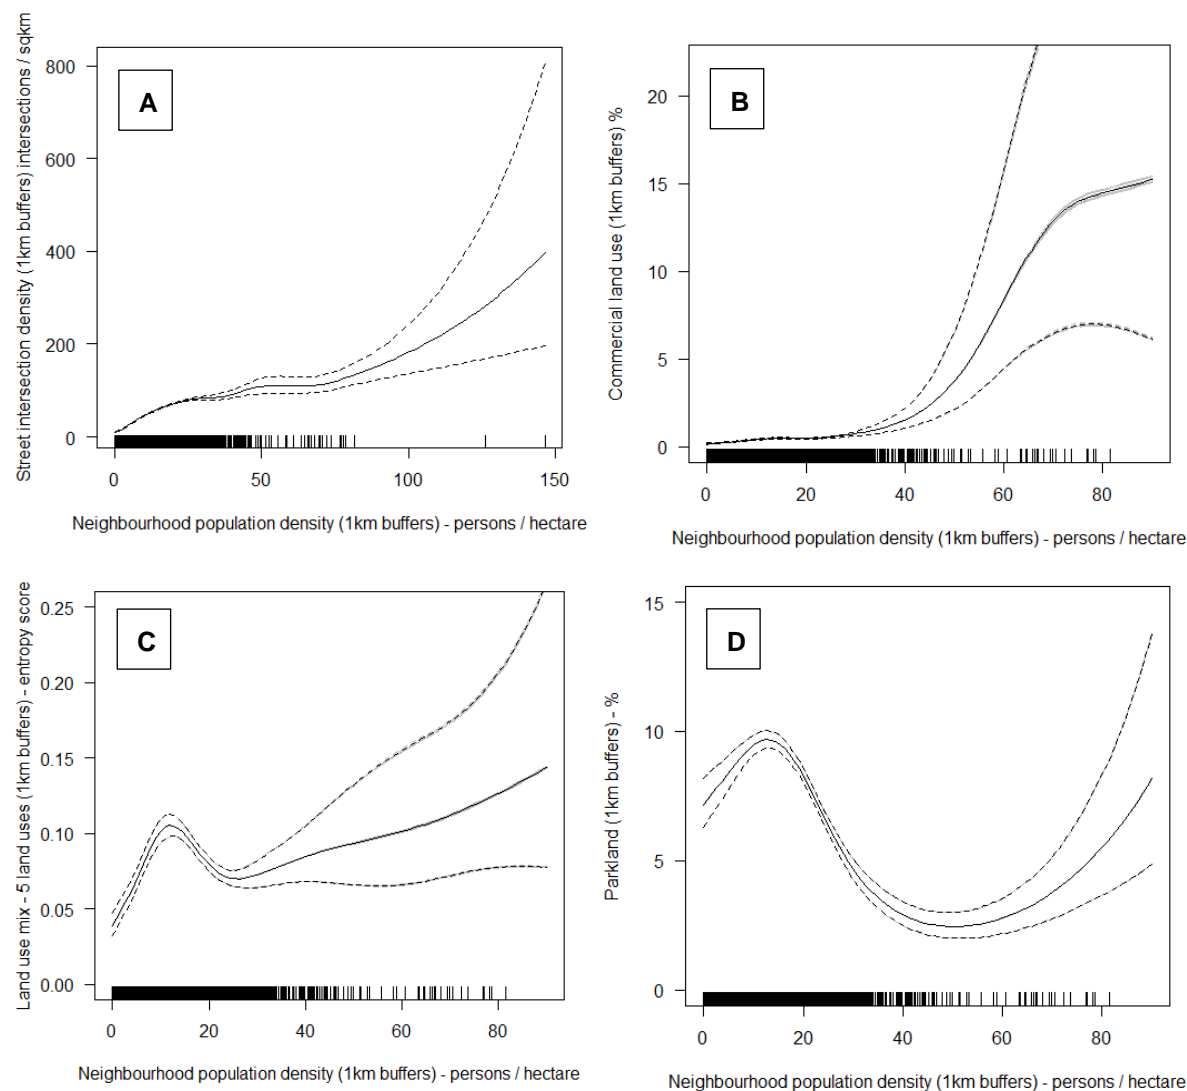 Street intersection density (1km buffers) intersections / sqkm
A
800
600
400
200
0
0 50 100 150
Neighbourhood population density (1km buffers) - persons / hectare
Commercial land use (1km buffers) %
B
20
15
10
5
0
0 20 40 60 80
Neighbourhood population density (1km buffers) - persons / hectare
Land use mix - 5 land uses (1km buffers) - entropy score
C
0.25
0.20
0.15
0.10
0.05
0.00
0 20 40 60 80
Neighbourhood population density (1km buffers) - persons / hectare
Parkland (1km buffers) - %
D
15
10
5
0
0 20 40 60 80
Neighbourhood population density (1km buffers) - persons / hectare